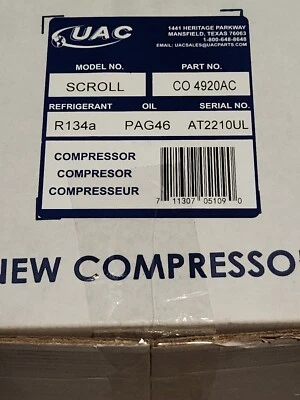 UAC
1441 HERITAGE PARKWAY
MANSFIELD, TEXAS 76063
1-800-648-8648
EMAIL: UACSALES@UACPARTS.COM
MODEL NO. PART NO.
SCROLL CO 4920AC
REFRIGERANT OIL SERIAL NO.
R134a PAG46 AT2210UL
COMPRESSOR
COMPRESOR
COMPRESSEUR
7 11307 05109 0
NEW COMPRESSO